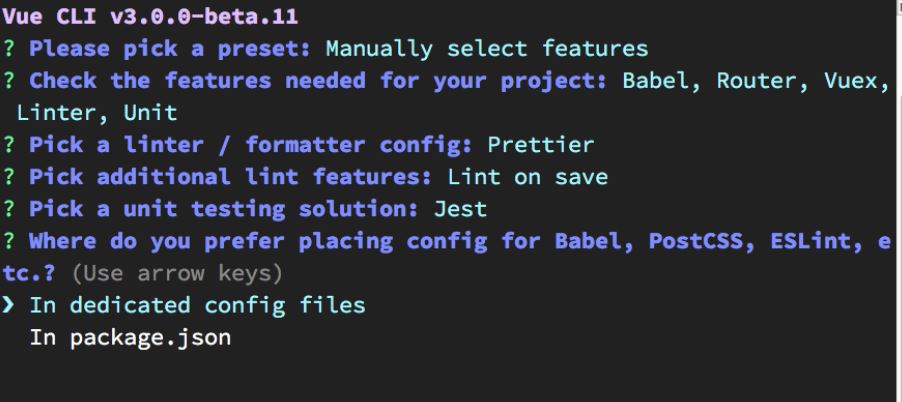 Vue CLI v3.0.0-beta.11
? Please pick a preset: Manually select features
? Check the features needed for your project: Babel, Router, Vuex,
Linter, Unit
? Pick a linter / formatter config: Prettier
? Pick additional lint features: Lint on save
? Pick a unit testing solution: Jest
? Where do you prefer placing config for Babel, PostCSS, ESLint, e
tc.? (Use arrow keys)
❯ In dedicated config files
In package.json